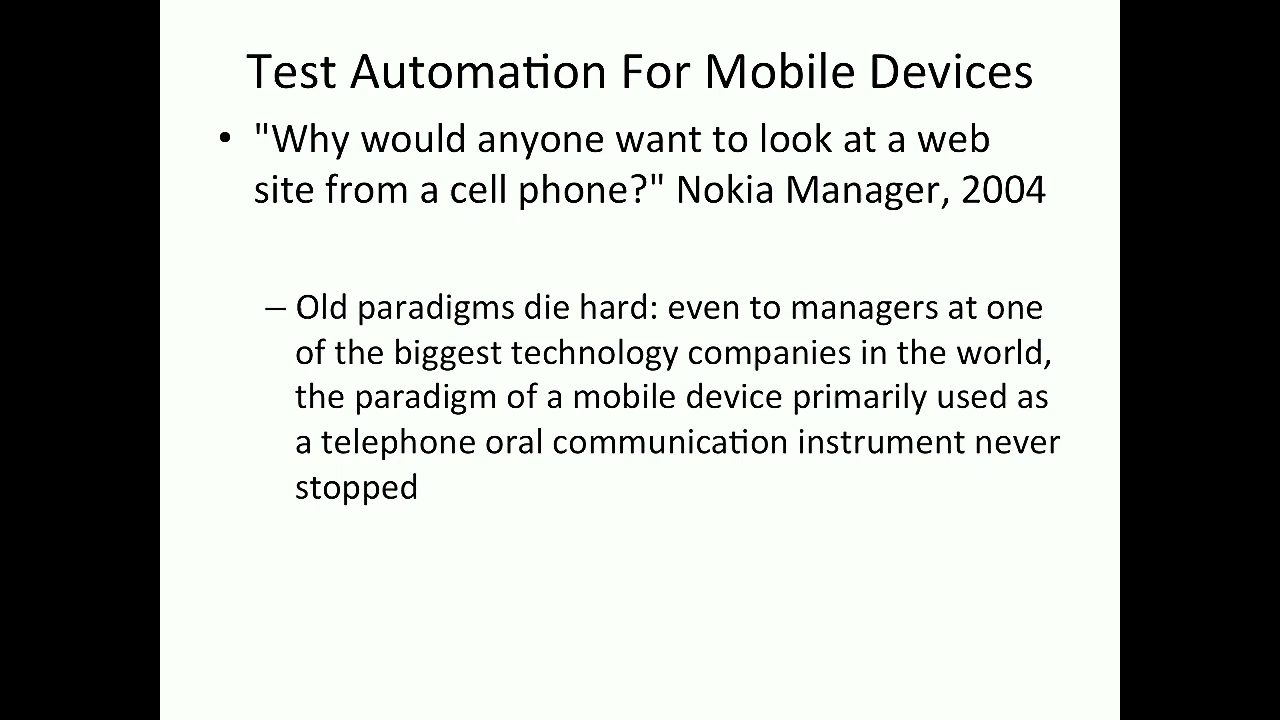 Test Automation For Mobile Devices
• "Why would anyone want to look at a web
site from a cell phone?" Nokia Manager, 2004
– Old paradigms die hard: even to managers at one
of the biggest technology companies in the world,
the paradigm of a mobile device primarily used as
a telephone oral communication instrument never
stopped